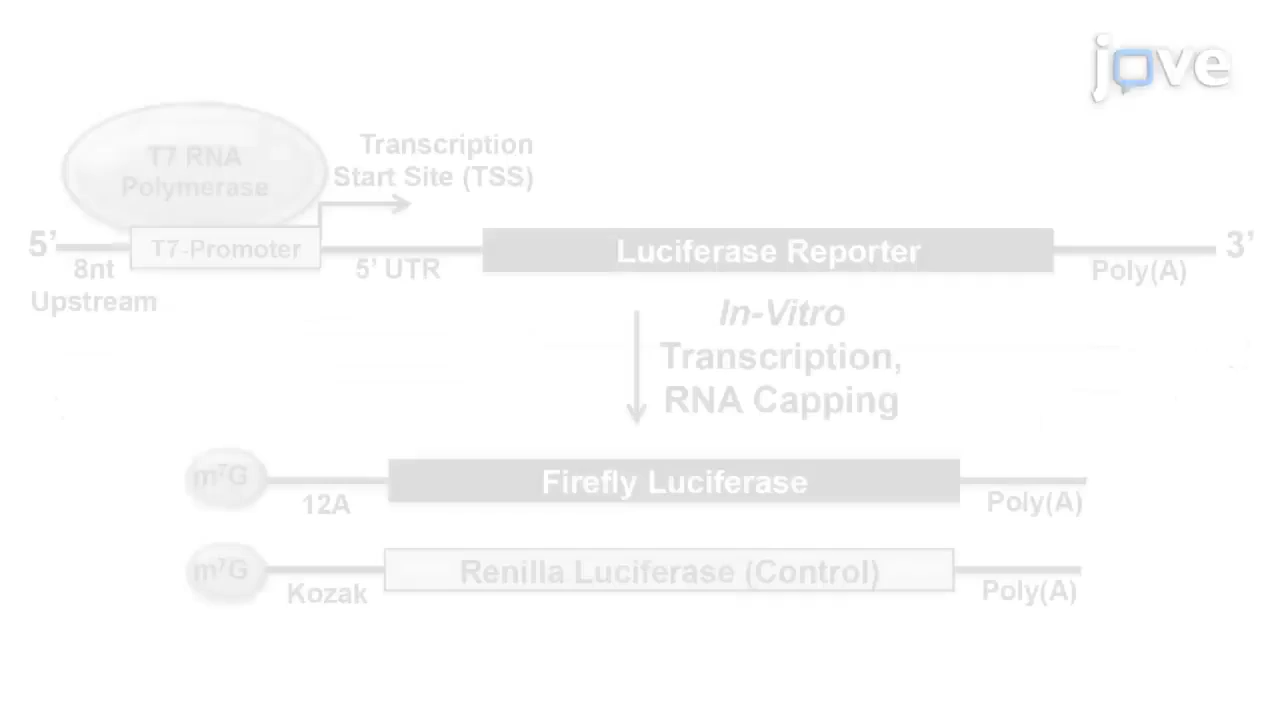 jove
T7 RNA
Polymerase
Transcription
Start Site (TSS)
5’
T7-Promoter
Luciferase Reporter
3’
8nt
Upstream
5’ UTR
Poly(A)
In-Vitro
Transcription,
RNA Capping
m⁷G
Firefly Luciferase
12A
Poly(A)
m⁷G
Renilla Luciferase (Control)
Kozak
Poly(A)